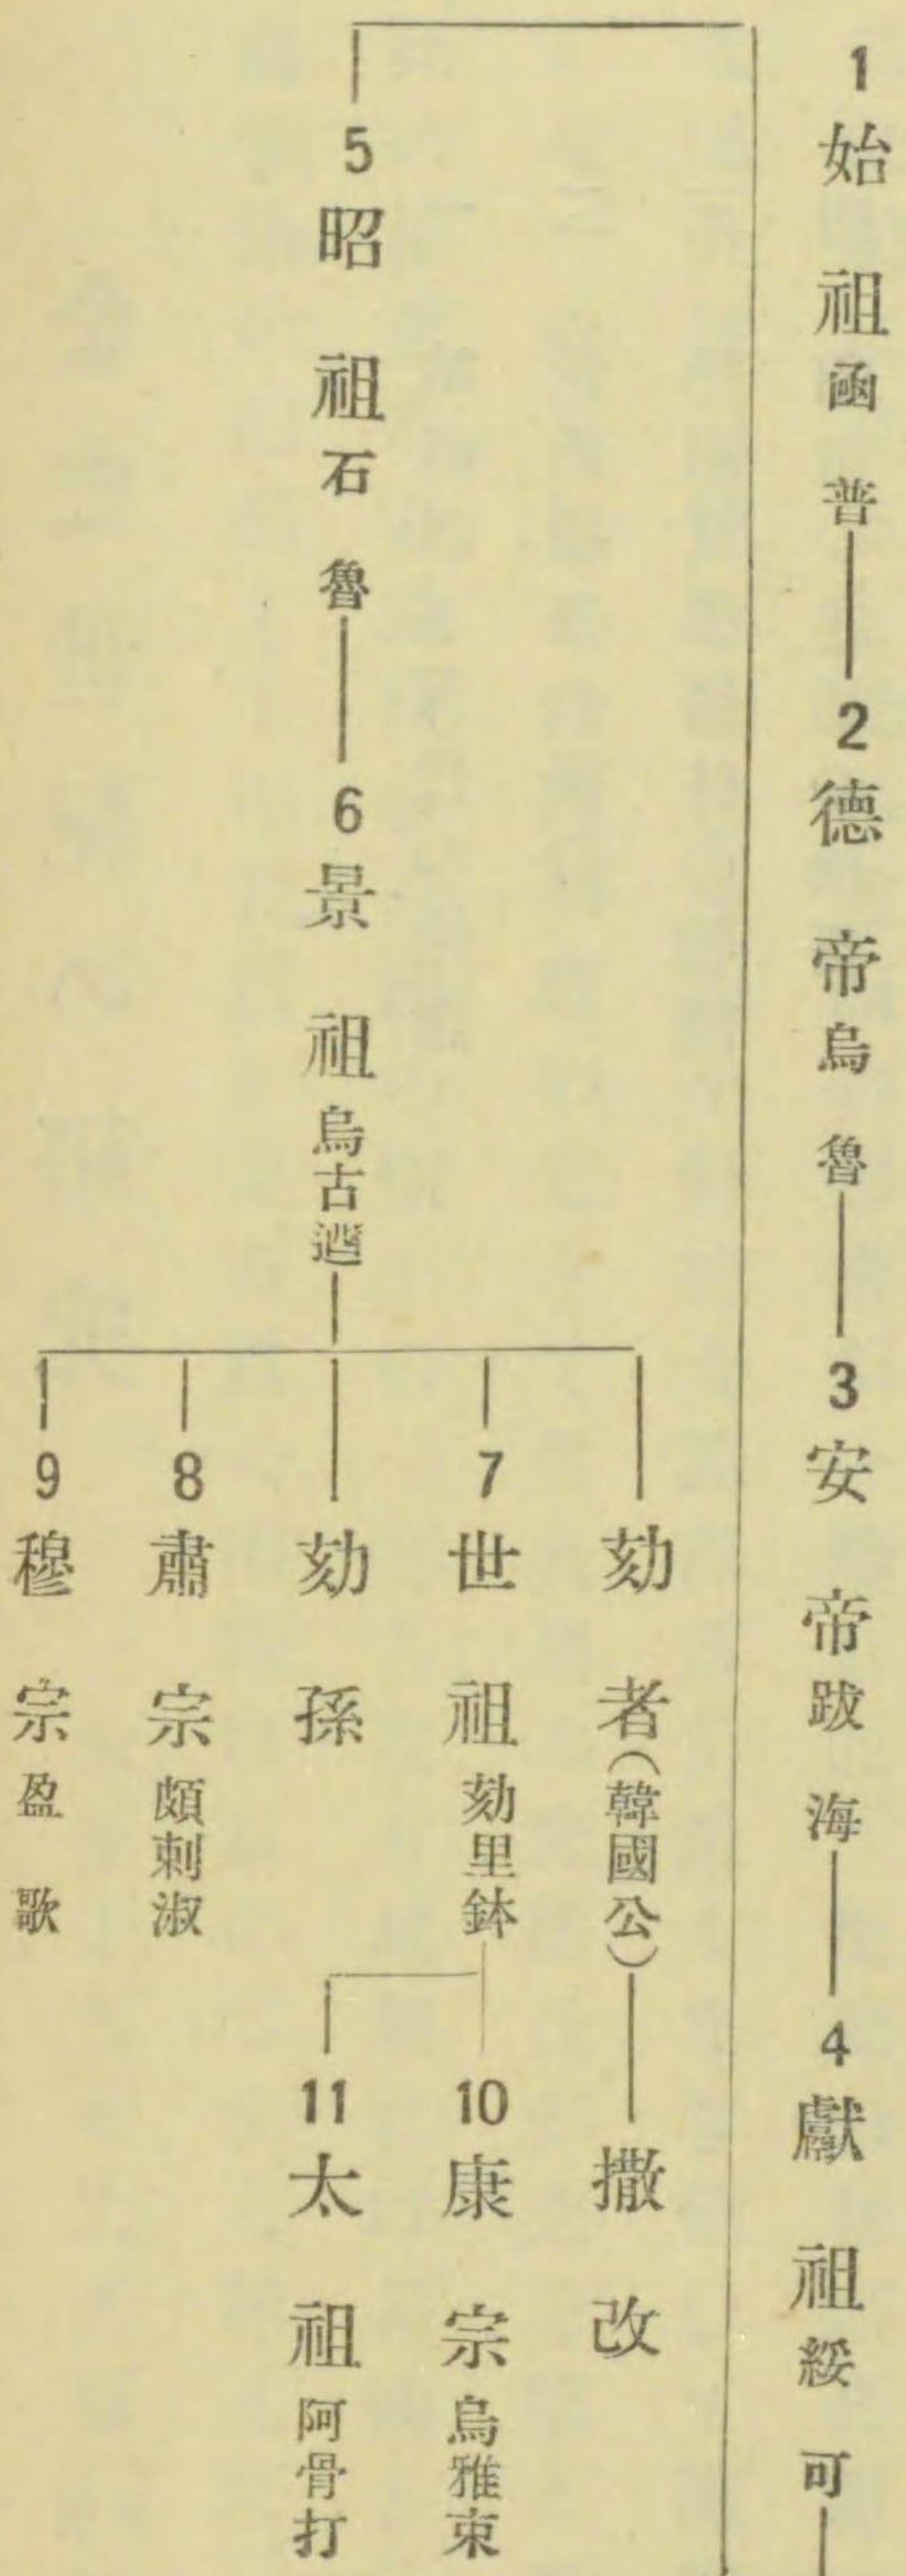 1 始祖函普 2 德帝烏魯 3 安帝跋海 4 獻祖綏可
5 昭祖石魯 6 景祖烏古迺
劾者(韓國公) 撒改
7 世祖劾里鉢 10 康宗烏雅束
劾孫 11 太祖阿骨打
8 肅宗頗刺淑
9 穆宗盈歌